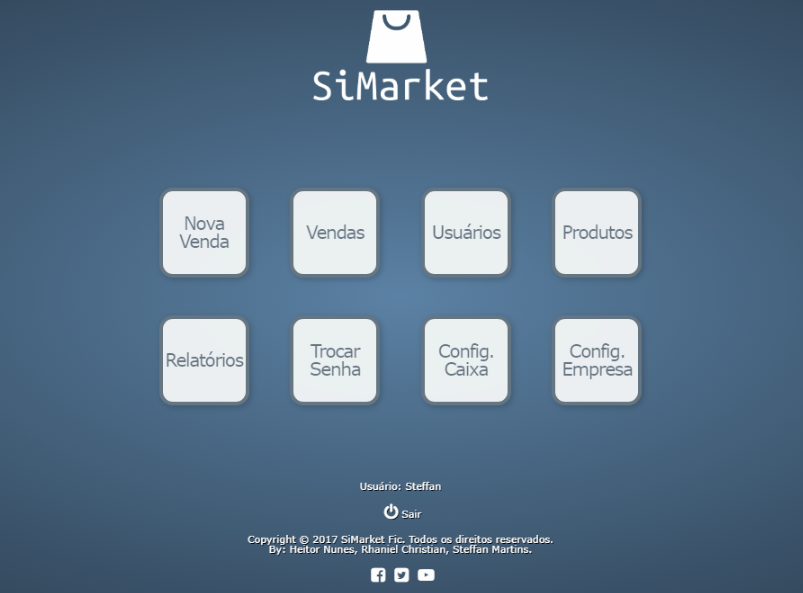 SiMarket
Nova
Venda
Vendas
Usuários
Produtos
Relatórios
Trocar
Senha
Config.
Caixa
Config.
Empresa
Usuário: Steffan
Sair
Copyright © 2017 SiMarket Fic. Todos os direitos reservados.
By: Heitor Nunes, Rhaniel Christian, Steffan Martins.